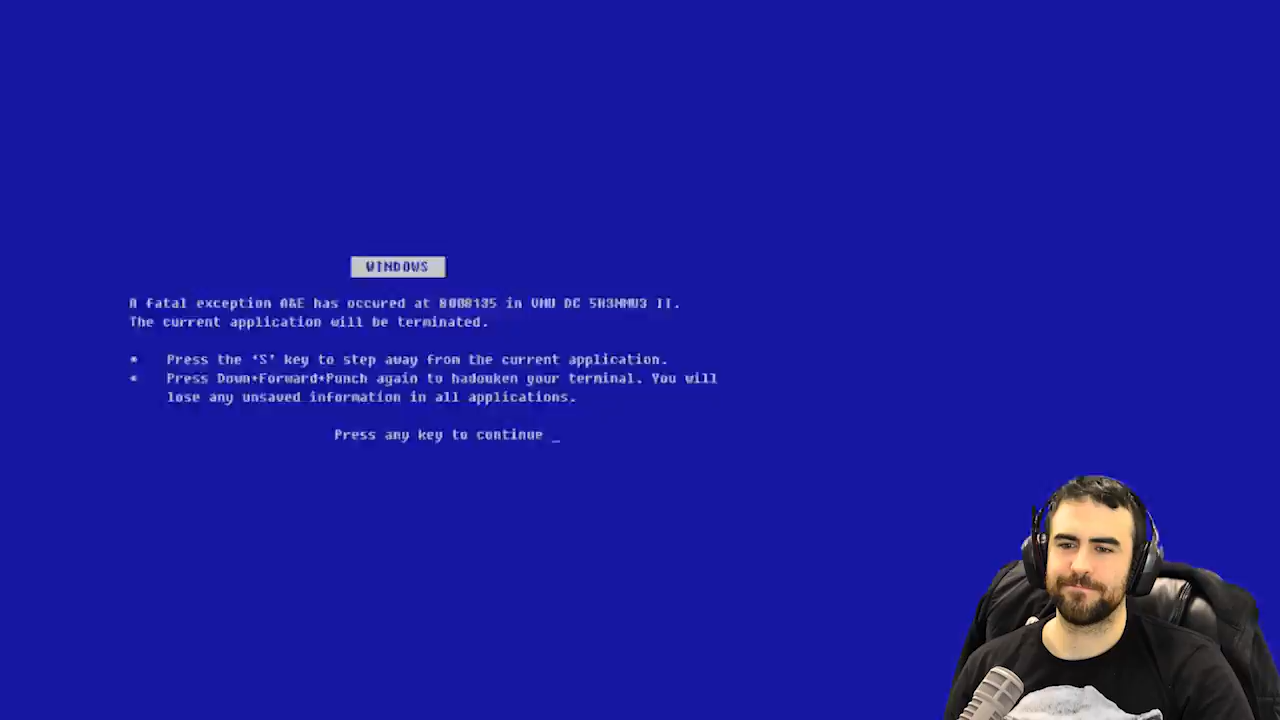 WINDOWS
A fatal exception A&E has occured at 8008135 in VMU DC 5H3NMU3 II.
The current application will be terminated.
* Press the 'S' key to step away from the current application.
* Press Down+Forward+Punch again to hadouken your terminal. You will
lose any unsaved information in all applications.
Press any key to continue _